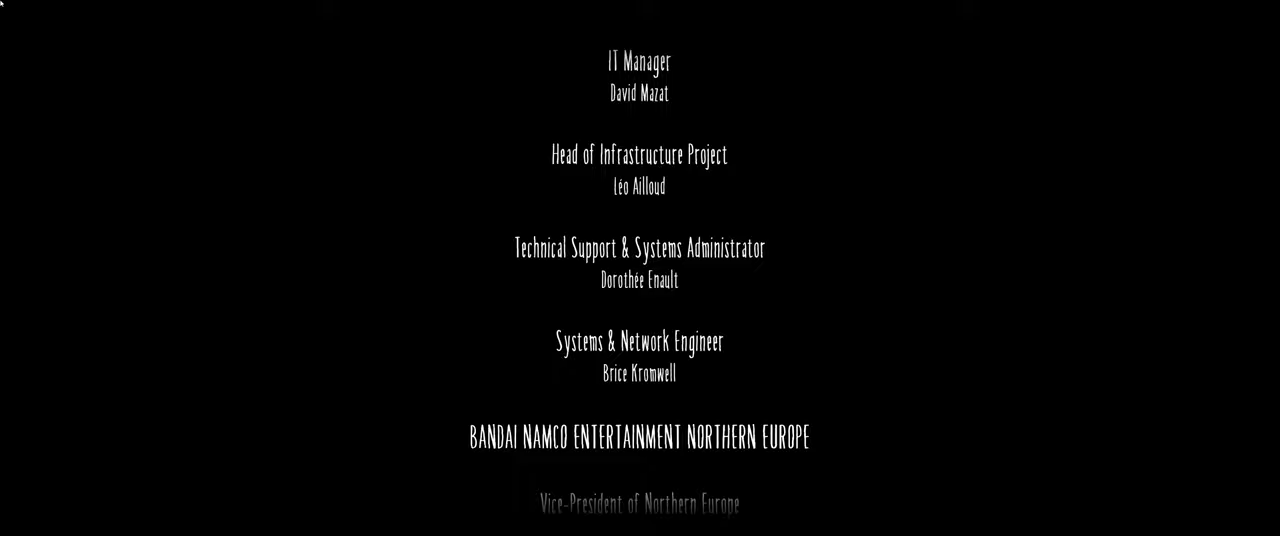 IT Manager
David Mazat
Head of Infrastructure Project
Léo Ailloud
Technical Support & Systems Administrator
Dorothée Enault
Systems & Network Engineer
Brice Kromwell
BANDAI NAMCO ENTERTAINMENT NORTHERN EUROPE
Vice-President of Northern Europe